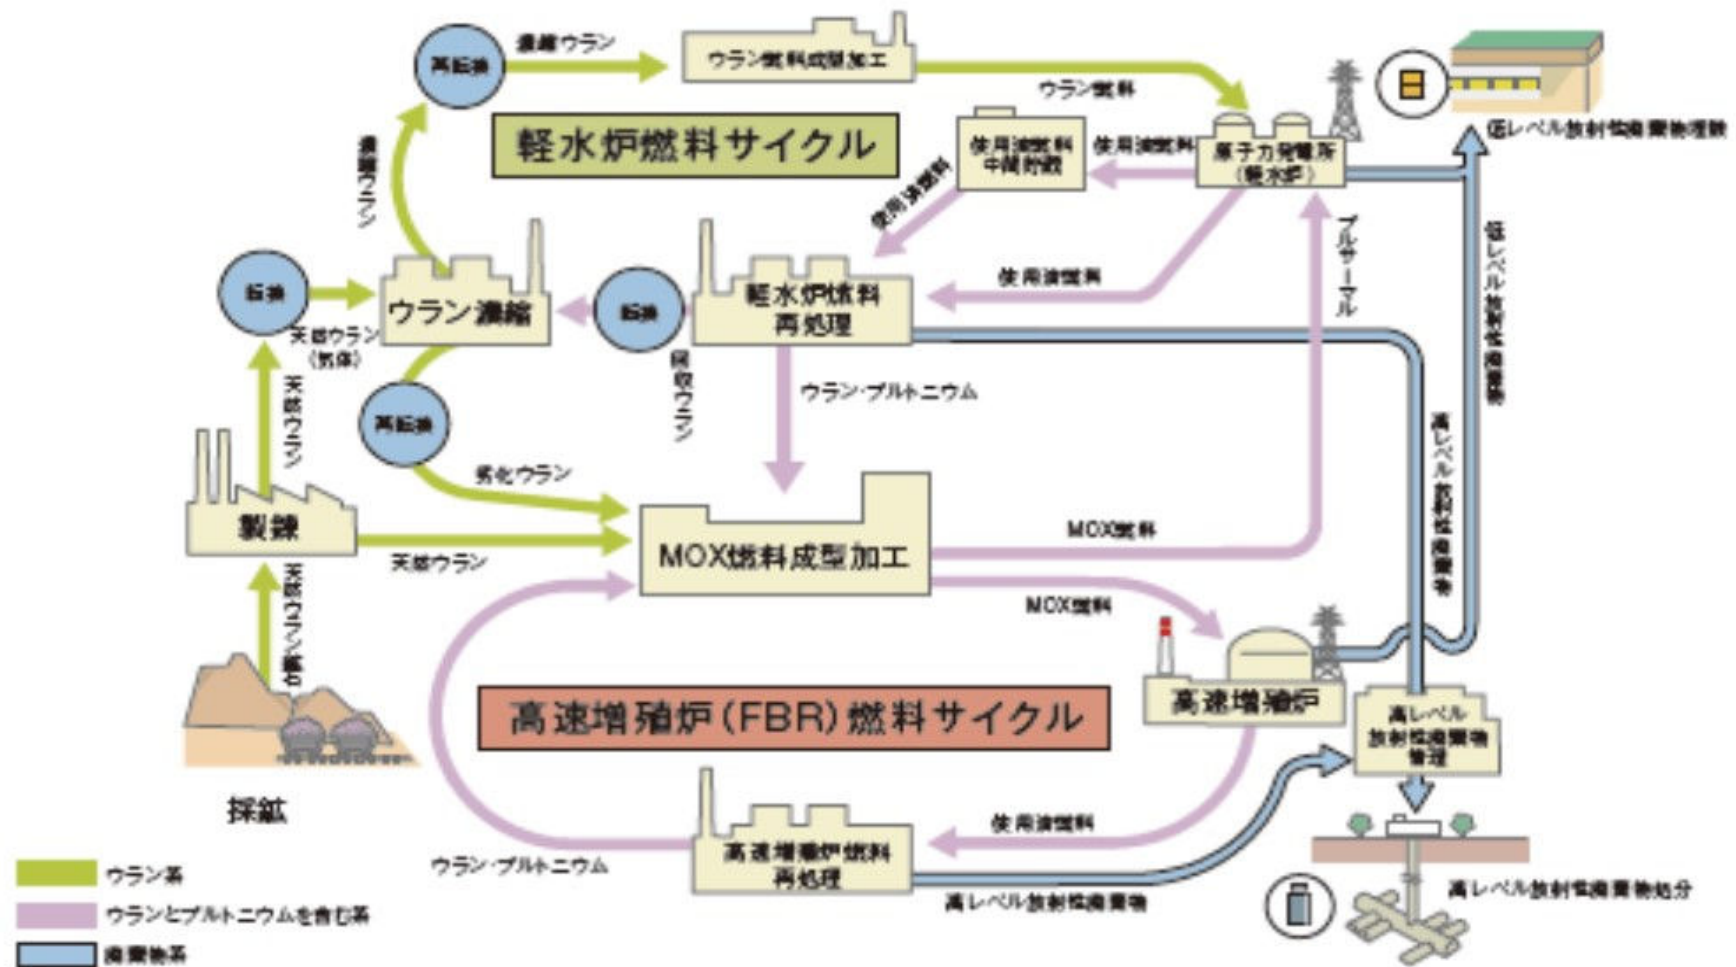 再転換
濃縮ウラン
ウラン燃料成型加工
ウラン燃料
軽水炉燃料サイクル
使用済燃料
中間貯蔵
使用済燃料
原子力発電所
(軽水炉)
低レベル放射性廃棄物埋設
濃縮ウラン
使用済燃料
プルサーマル
低レベル放射性廃棄物
転換
天然ウラン
(気体)
ウラン濃縮
転換
回収ウラン
軽水炉燃料
再処理
使用済燃料
ウラン・プルトニウム
高レベル放射性廃棄物
天然ウラン
再転換
劣化ウラン
製錬
天然ウラン
MOX燃料成型加工
MOX燃料
MOX燃料
天然ウラン鉱石
高速増殖炉(FBR)燃料サイクル
高速増殖炉
高レベル
放射性廃棄物
管理
採鉱
使用済燃料
ウラン・プルトニウム
高速増殖炉燃料
再処理
高レベル放射性廃棄物
高レベル放射性廃棄物処分
ウラン系
ウランとプルトニウムを含む系
廃棄物系